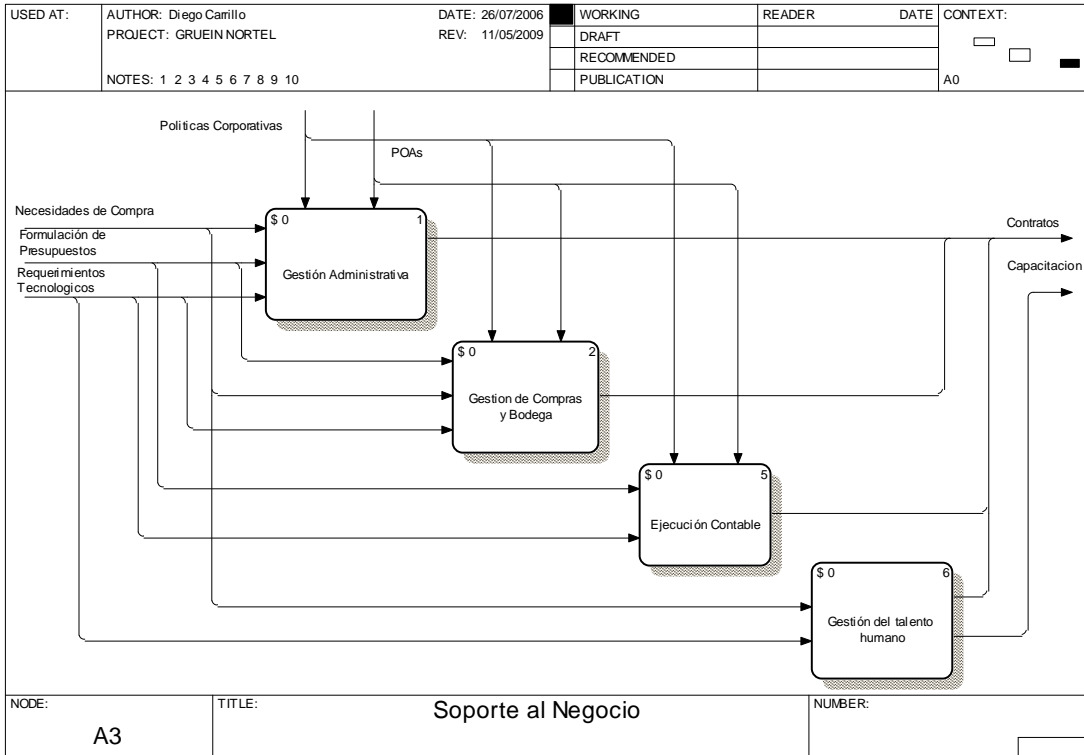 USED AT:
AUTHOR: Diego Carrillo
DATE: 26/07/2006
PROJECT: GRUEIN NORTEL
REV: 11/05/2009
NOTES: 1 2 3 4 5 6 7 8 9 10
WORKING
DRAFT
RECOMMENDED
PUBLICATION
READER
DATE
CONTEXT:
A0
Politicas Corporativas
POAs
Necesidades de Compra
Formulación de
Presupuestos
Requerimientos
Tecnologicos
$ 0
1
Gestión Administrativa
Contratos
Capacitacion
$ 0
2
Gestion de Compras
y Bodega
$ 0
5
Ejecución Contable
$ 0
6
Gestión del talento
humano
NODE:
A3
TITLE:
Soporte al Negocio
NUMBER: